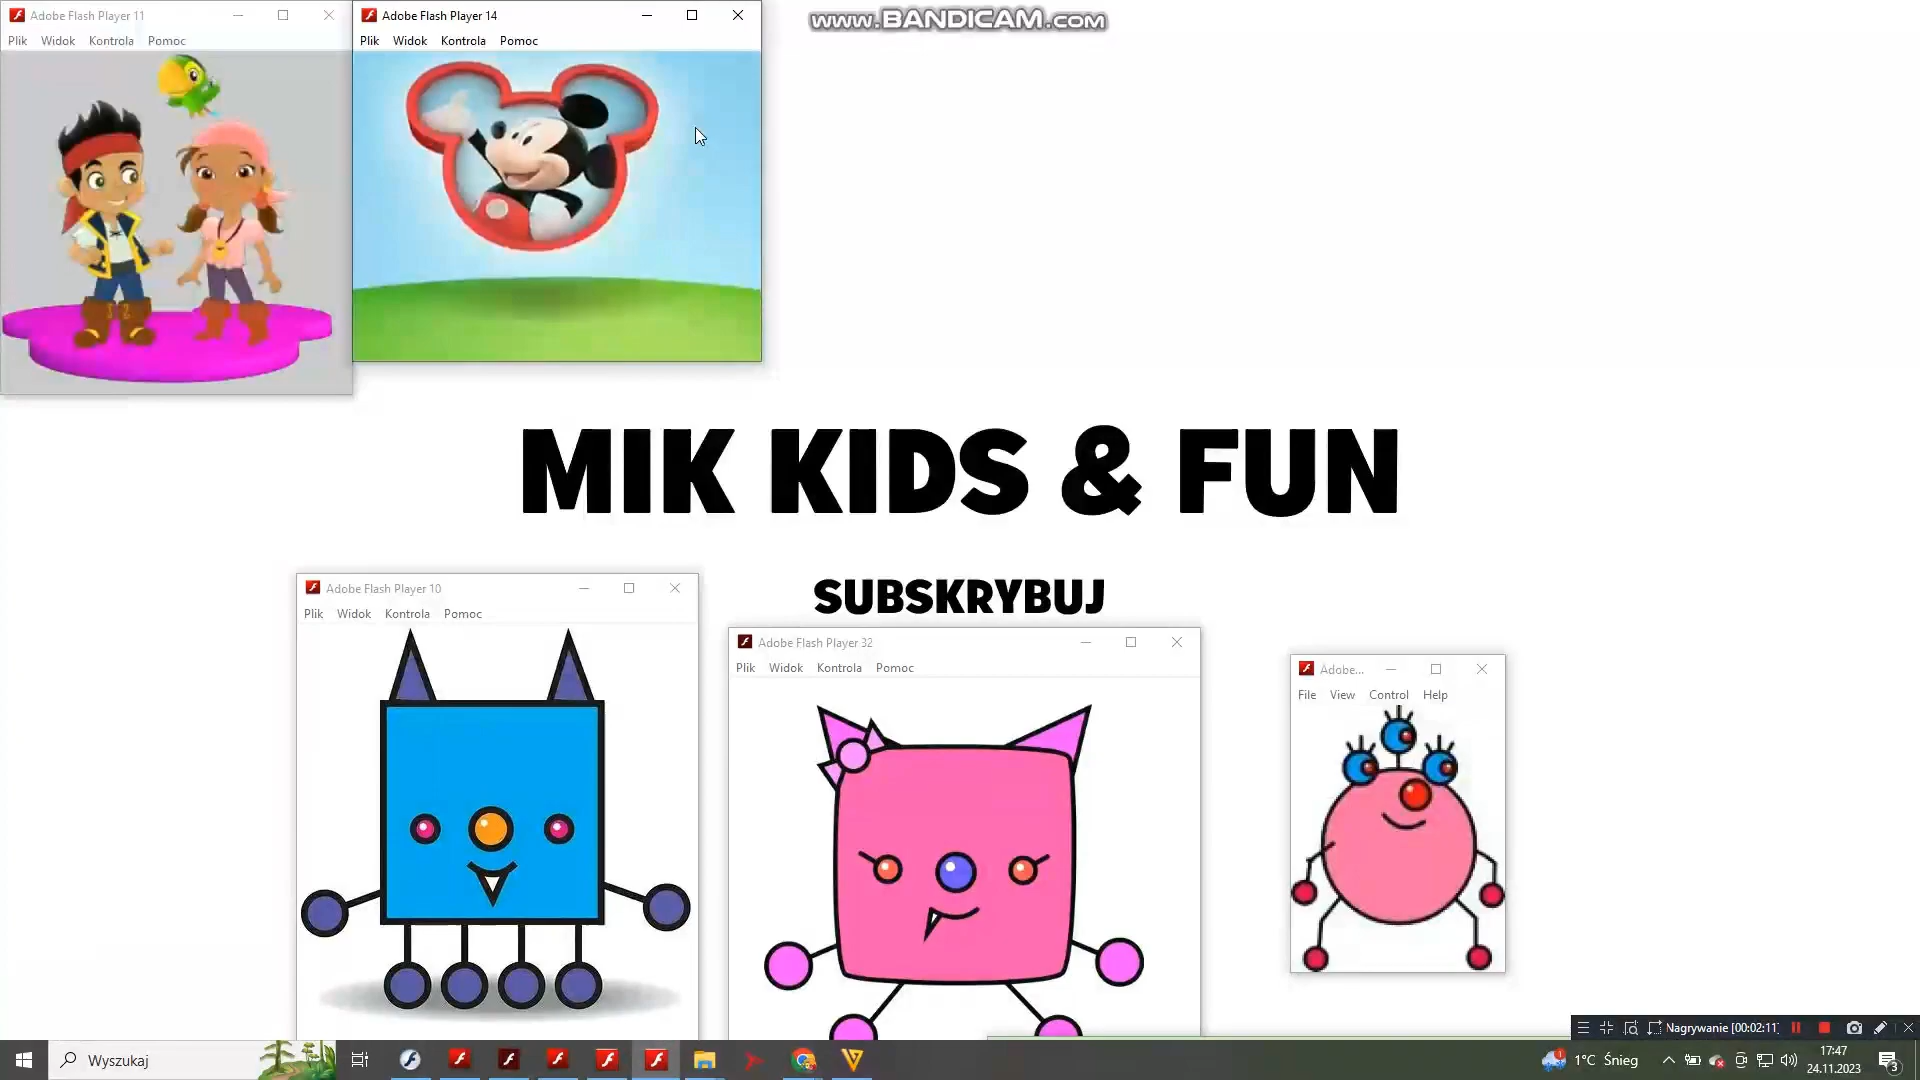 Adobe Flash Player 11
Plik Widok Kontrola Pomoc
Adobe Flash Player 14
Plik Widok Kontrola Pomoc
www.BANDICAM.com
MIK KIDS & FUN
SUBSKRYBUJ
Adobe Flash Player 10
Plik Widok Kontrola Pomoc
Adobe Flash Player 32
Plik Widok Kontrola Pomoc
Adobe...
File View Control Help
Nagrywanie [00:02:11]
Wyszukaj
1°C Śnieg
17:47
24.11.2023
3